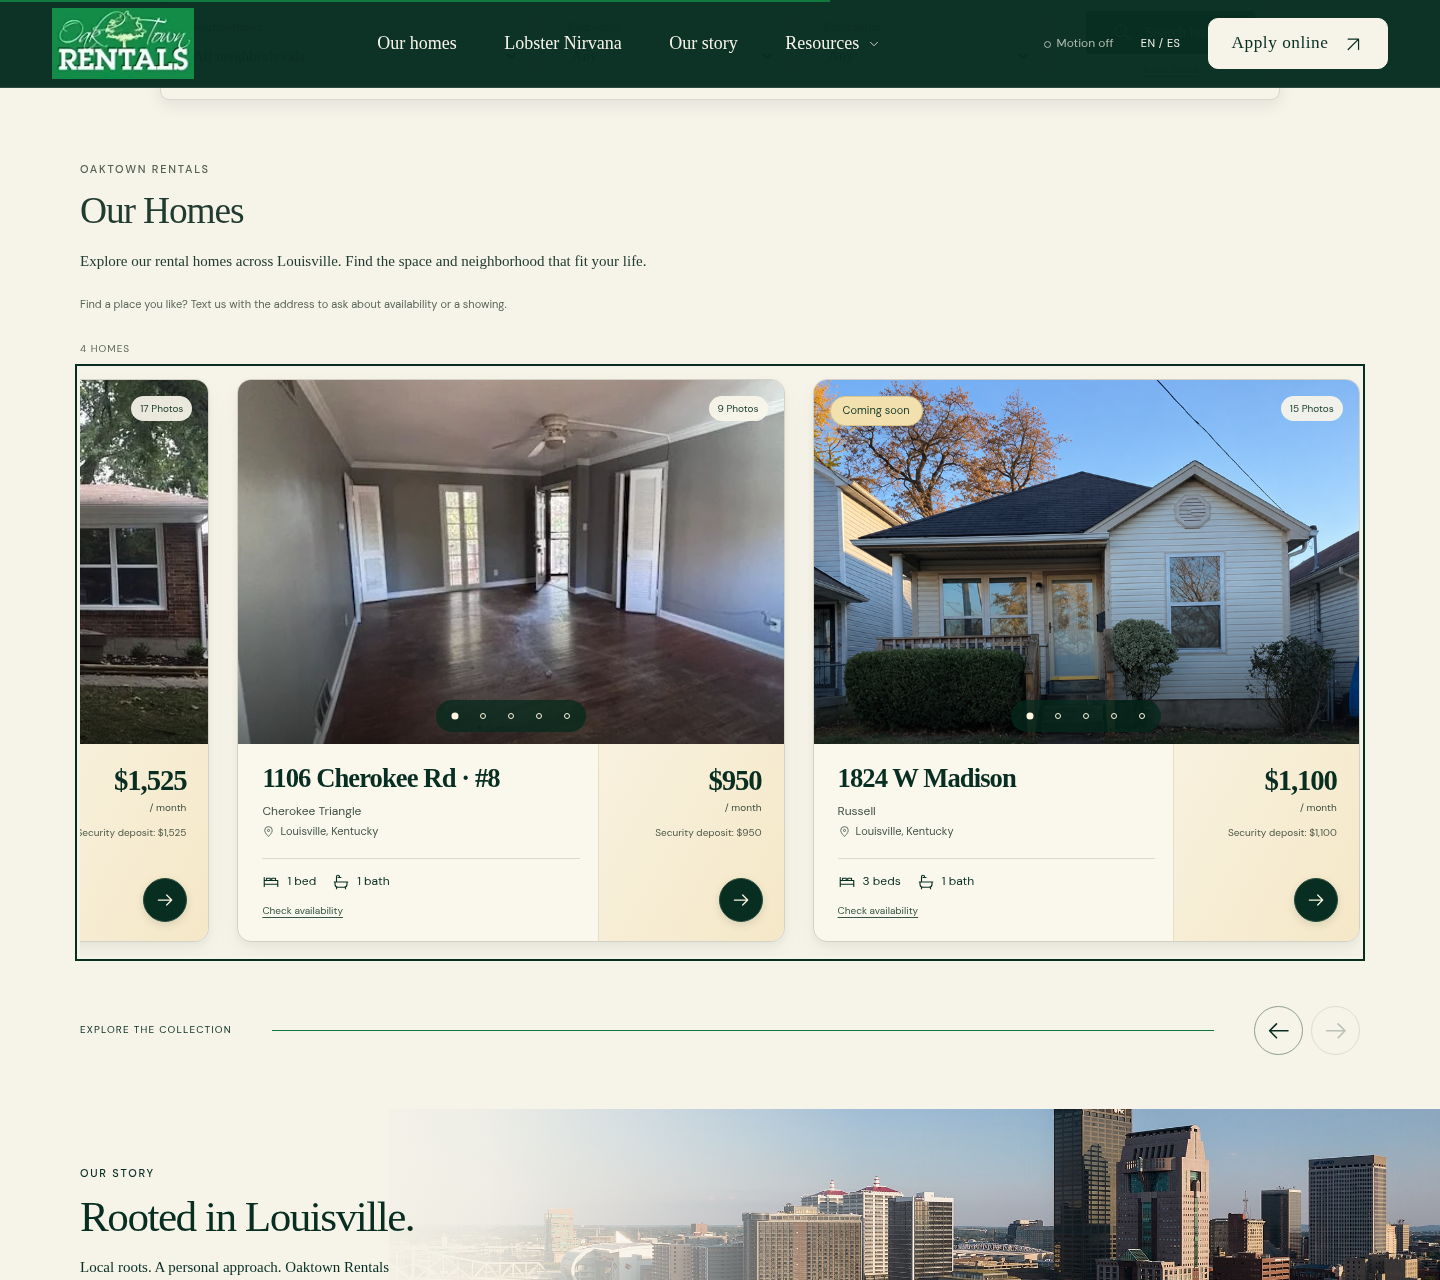 Oak Town
RENTALS
Our homes
Lobster Nirvana
Our story
Resources
Motion off
EN / ES
Apply online
OAKTOWN RENTALS
Our Homes
Explore our rental homes across Louisville. Find the space and neighborhood that fit your life.
Find a place you like? Text us with the address to ask about availability or a showing.
4 HOMES
17 Photos
$1,525
/ month
Security deposit: $1,525
9 Photos
1106 Cherokee Rd · #8
Cherokee Triangle
Louisville, Kentucky
1 bed
1 bath
Check availability
$950
/ month
Security deposit: $950
Coming soon
15 Photos
1824 W Madison
Russell
Louisville, Kentucky
3 beds
1 bath
Check availability
$1,100
/ month
Security deposit: $1,100
EXPLORE THE COLLECTION
OUR STORY
Rooted in Louisville.
Local roots. A personal approach. Oaktown Rentals